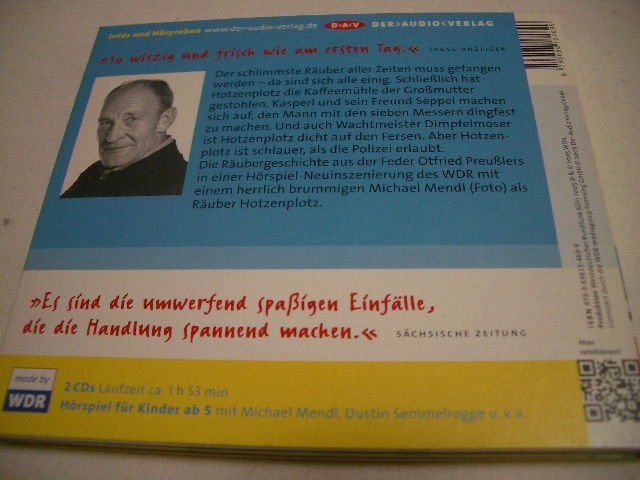 Infos und Hörproben www.der-audio-verlag.de DAV DER>AUDIO<VERLAG
»So witzig und frisch wie am ersten Tag.« TAGES-ANZEIGER
Der schlimmste Räuber aller Zeiten muss gefangen
werden – da sind sich alle einig. Schließlich hat
Hotzenplotz die Kaffeemühle der Großmutter
gestohlen. Kasperl und sein Freund Seppel machen
sich auf, den Mann mit den sieben Messern dingfest
zu machen. Und auch Wachtmeister Dimpfelmoser
ist Hotzenplotz dicht auf den Fersen. Aber Hotzen-
plotz ist schlauer, als die Polizei erlaubt.
Die Räubergeschichte aus der Feder Otfried Preußlers
in einer Hörspiel-Neuinszenierung des WDR mit
einem herrlich brummigen Michael Mendl (Foto) als
Räuber Hotzenplotz.
»Es sind die umwerfend spaßigen Einfälle,
die die Handlung spannend machen.« SÄCHSISCHE ZEITUNG
made by
WDR
2 CDs Laufzeit ca. 1 h 53 min
Hörspiel für Kinder ab 5 mit Michael Mendl, Dustin Semmelrogge u.v.a.
Hier
reinhören!